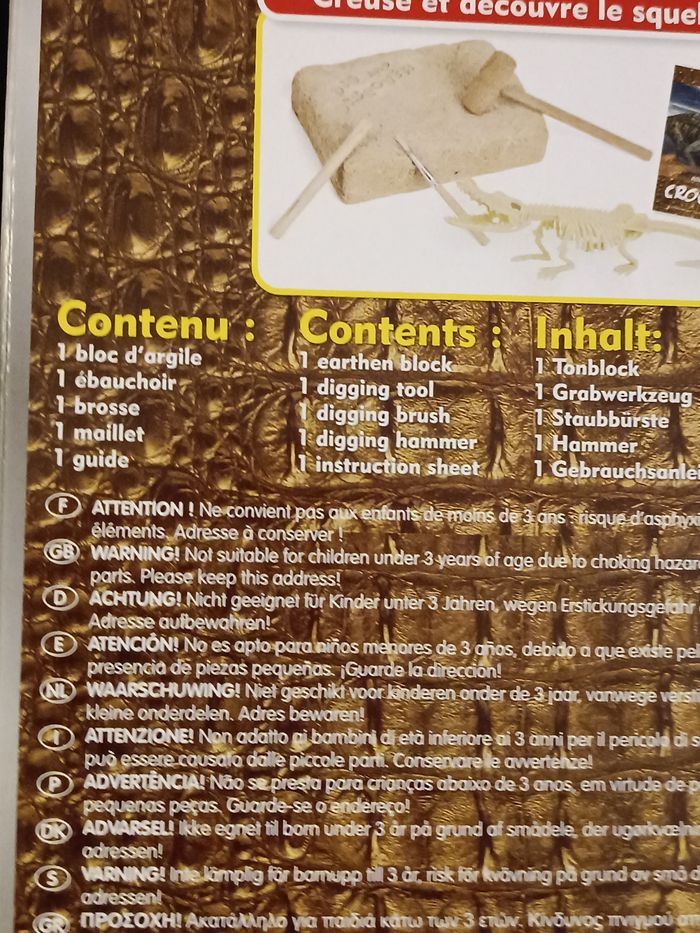 Creuse et découvre le sque
CRO
Contenu :
1 bloc d'argile
1 ébauchoir
1 brosse
1 maillet
1 guide
Contents :
1 earthen block
1 digging tool
1 digging brush
1 digging hammer
1 instruction sheet
Inhalt:
1 Tonblock
1 Grabwerkzeug
1 Staubbürste
1 Hammer
1 Gebrauchsanlei
F ATTENTION ! Ne convient pas aux enfants de moins de 3 ans : risque d'asphyx
éléments. Adresse à conserver !
GB WARNING! Not suitable for children under 3 years of age due to choking hazar
parts. Please keep this address!
D ACHTUNG! Nicht geeignet für Kinder unter 3 Jahren, wegen Erstickungsgefahr
Adresse aufbewahren!
E ATENCIÓN! No es apto para niños menores de 3 años, debido a que existe pel
presencia de piezas pequeñas. ¡Guarde la direccion!
NL WAARSCHUWING! Niet geschikt voor kinderen onder de 3 jaar, vanwege vers
kleine onderdelen. Adres bewaren!
I ATTENZIONE! Non adatto ai bambini di età inferiore ai 3 anni per il pericolo di s
può essere causato dalle piccole parti. Conservare le avvertenze!
P ADVERTÊNCIA! Não se presta para crianças abaixo de 3 anos, em virtude de p
pequenas peças. Guarde-se o endereço!
DK ADVARSEL! Ikke egnet til born under 3 år på grund af smådele, der
adressen!
S VARNING! Inte lämplig för barnupp till 3 år, risk för kvävning på grund av små d
adressen!
GR ΠΡΟΣΟΧΗ! Ακατάλληλο για παιδιά κάτω των 3 ετών. Κίνδυνος πνιγμού απ